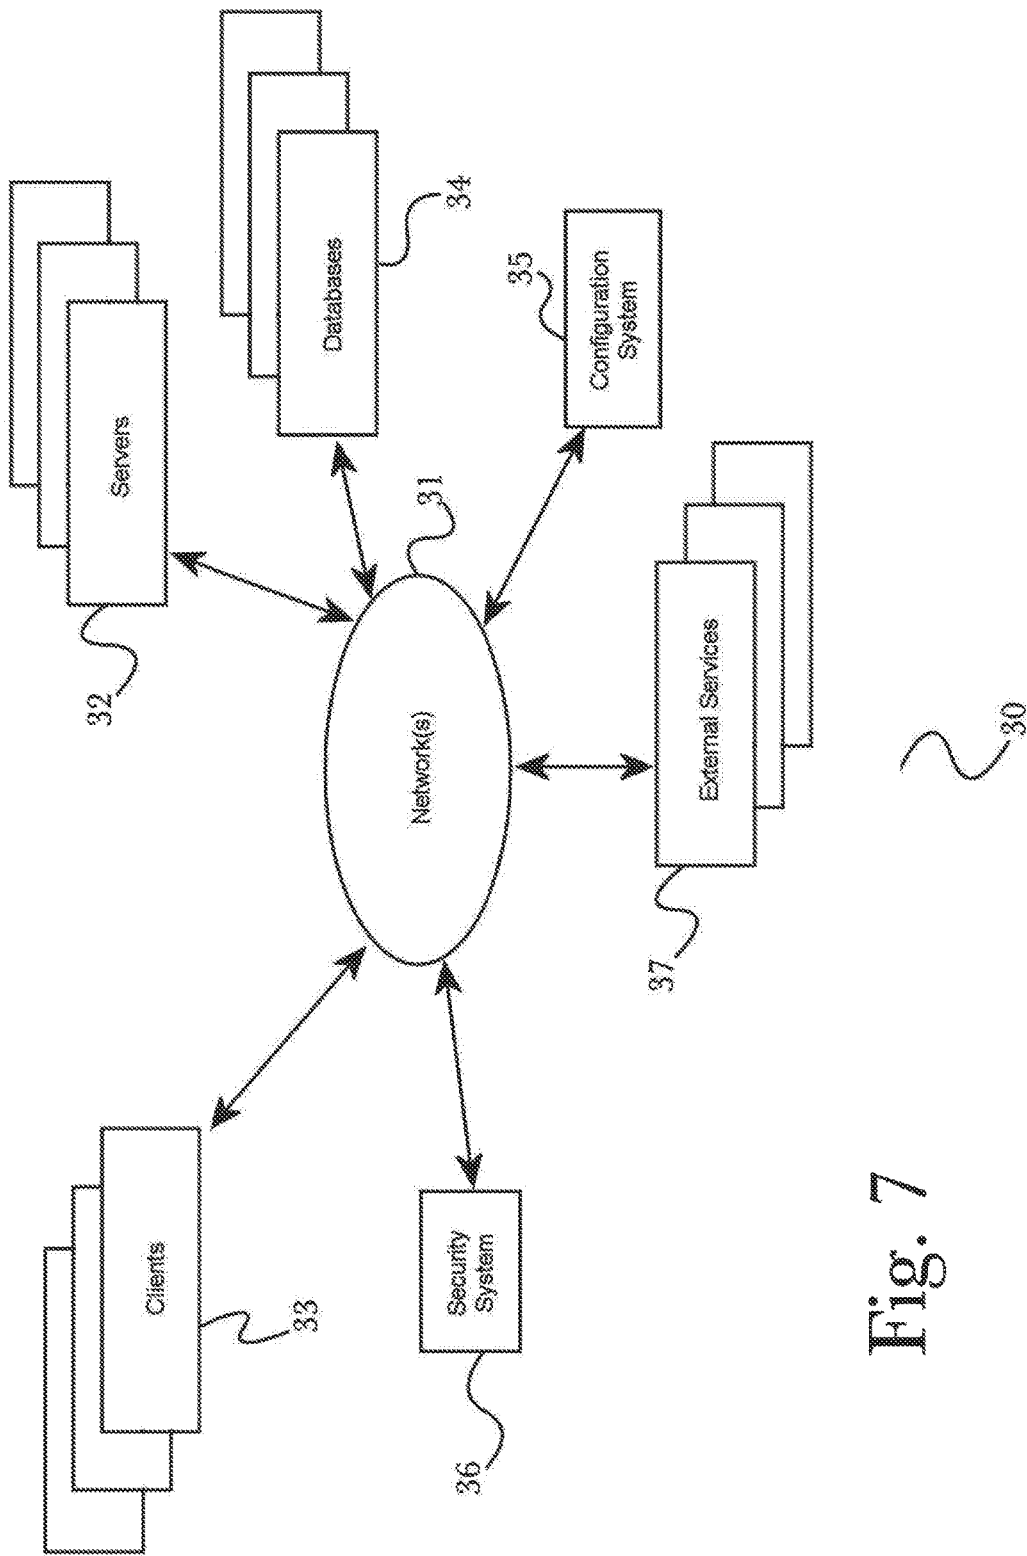 Clients
33
Servers
32
Databases
34
Network(s)
31
Configuration
System
35
Security
System
36
External Services
37
30
Fig. 7